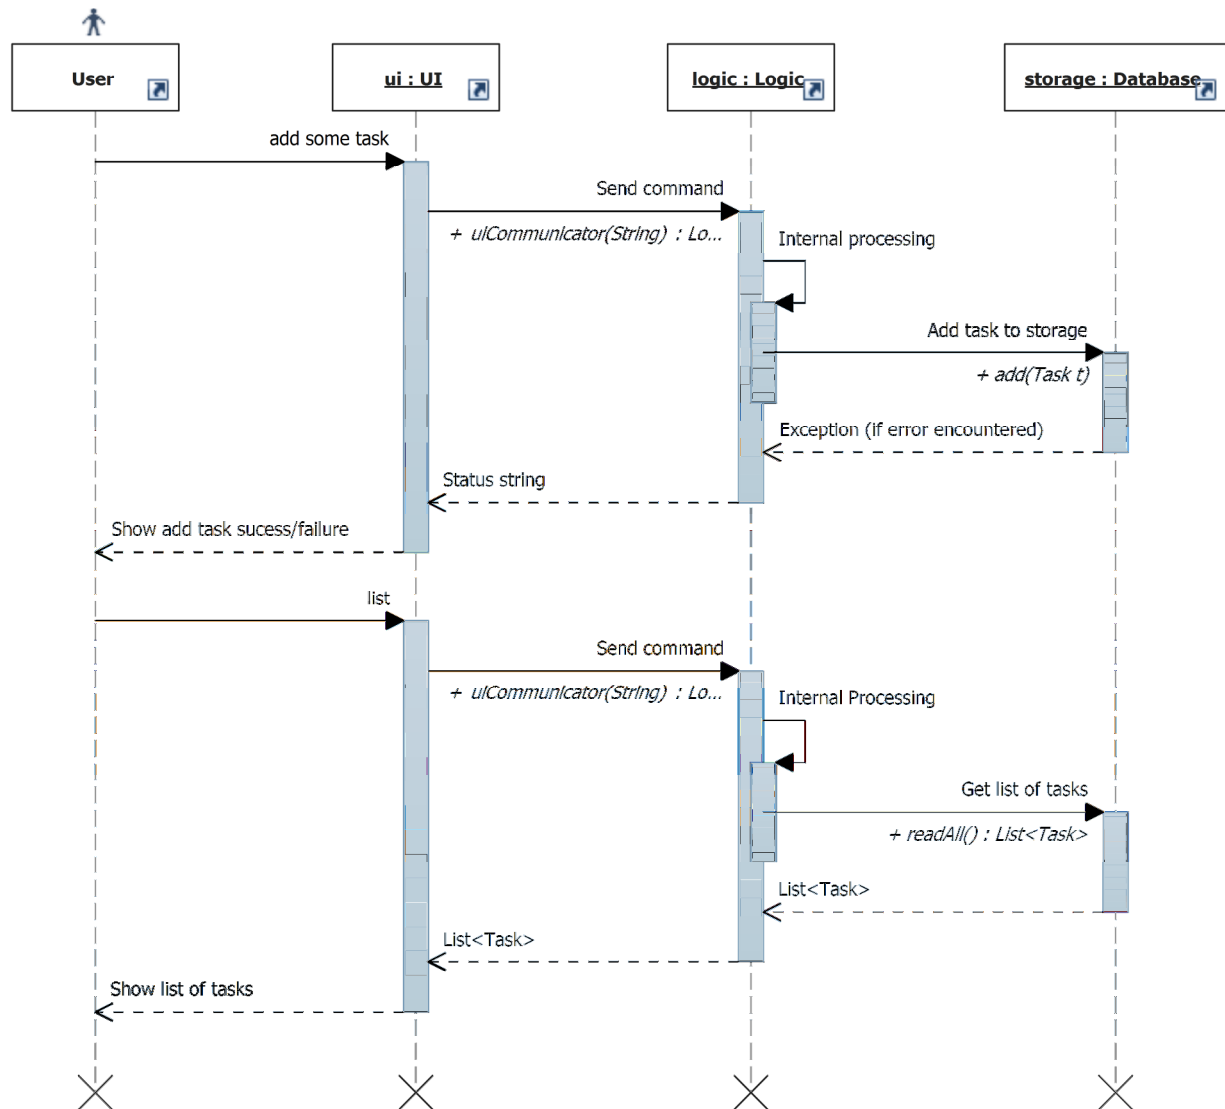 User
ui : UI
logic : Logic
storage : Database
add some task
Send command
+ uiCommunicator(String) : Lo...
Internal processing
Add task to storage
+ add(Task t)
Exception (if error encountered)
Status string
Show add task sucess/failure
list
Send command
+ uiCommunicator(String) : Lo...
Internal Processing
Get list of tasks
+ readAll() : List<Task>
List<Task>
List<Task>
Show list of tasks